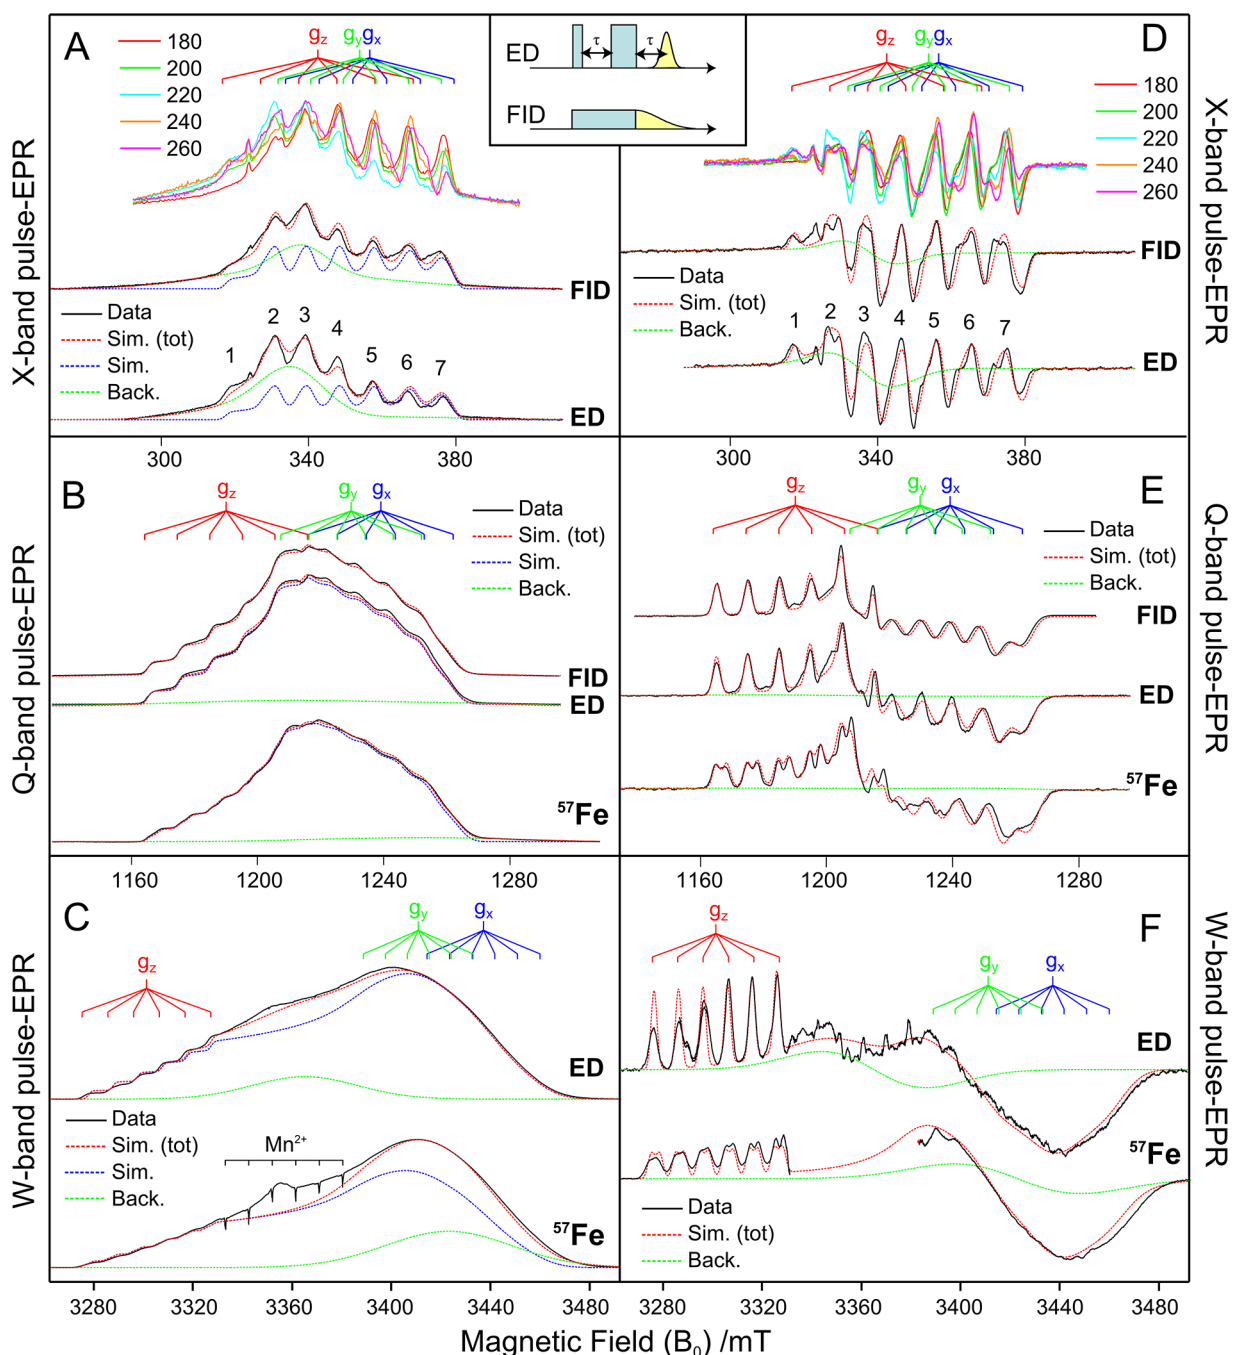 A
180
200
220
240
260
gz
gy
gx
ED
τ
τ
FID
D
gz
gy
gx
180
200
220
240
260
X-band pulse-EPR
X-band pulse-EPR
FID
Data
Sim. (tot)
Sim.
Back.
1
2
3
4
5
6
7
ED
FID
Data
Sim. (tot)
Back.
1
2
3
4
5
6
7
ED
300
340
380
300
340
380
B
gz
gy
gx
Data
Sim. (tot)
Sim.
Back.
Q-band pulse-EPR
FID
ED
57Fe
E
gz
gy
gx
Data
Sim. (tot)
Back.
Q-band pulse-EPR
FID
ED
57Fe
1160
1200
1240
1280
1160
1200
1240
1280
C
gz
gy
gx
W-band pulse-EPR
ED
Data
Sim. (tot)
Sim.
Back.
Mn2+
57Fe
F
gz
gy
gx
W-band pulse-EPR
ED
57Fe
Data
Sim. (tot)
Back.
3280
3320
3360
3400
3440
3480
3280
3320
3360
3400
3440
3480
Magnetic Field (B0) /mT